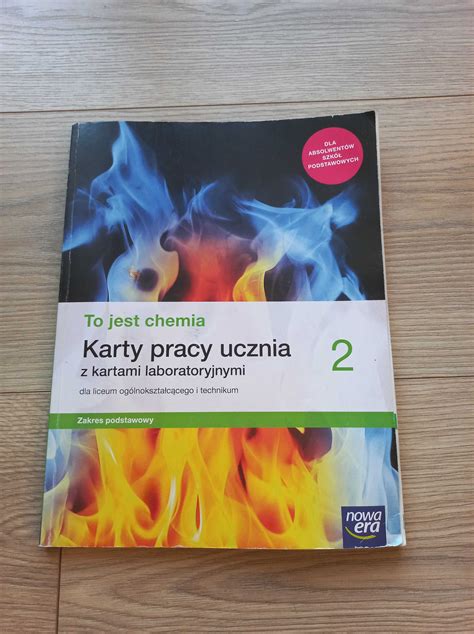 DLA
ABSOLWENTÓW
SZKÓŁ
PODSTAWOWYCH
To jest chemia
Karty pracy ucznia
z kartami laboratoryjnymi
2
dla liceum ogólnokształcącego i technikum
Zakres podstawowy
nowa
era